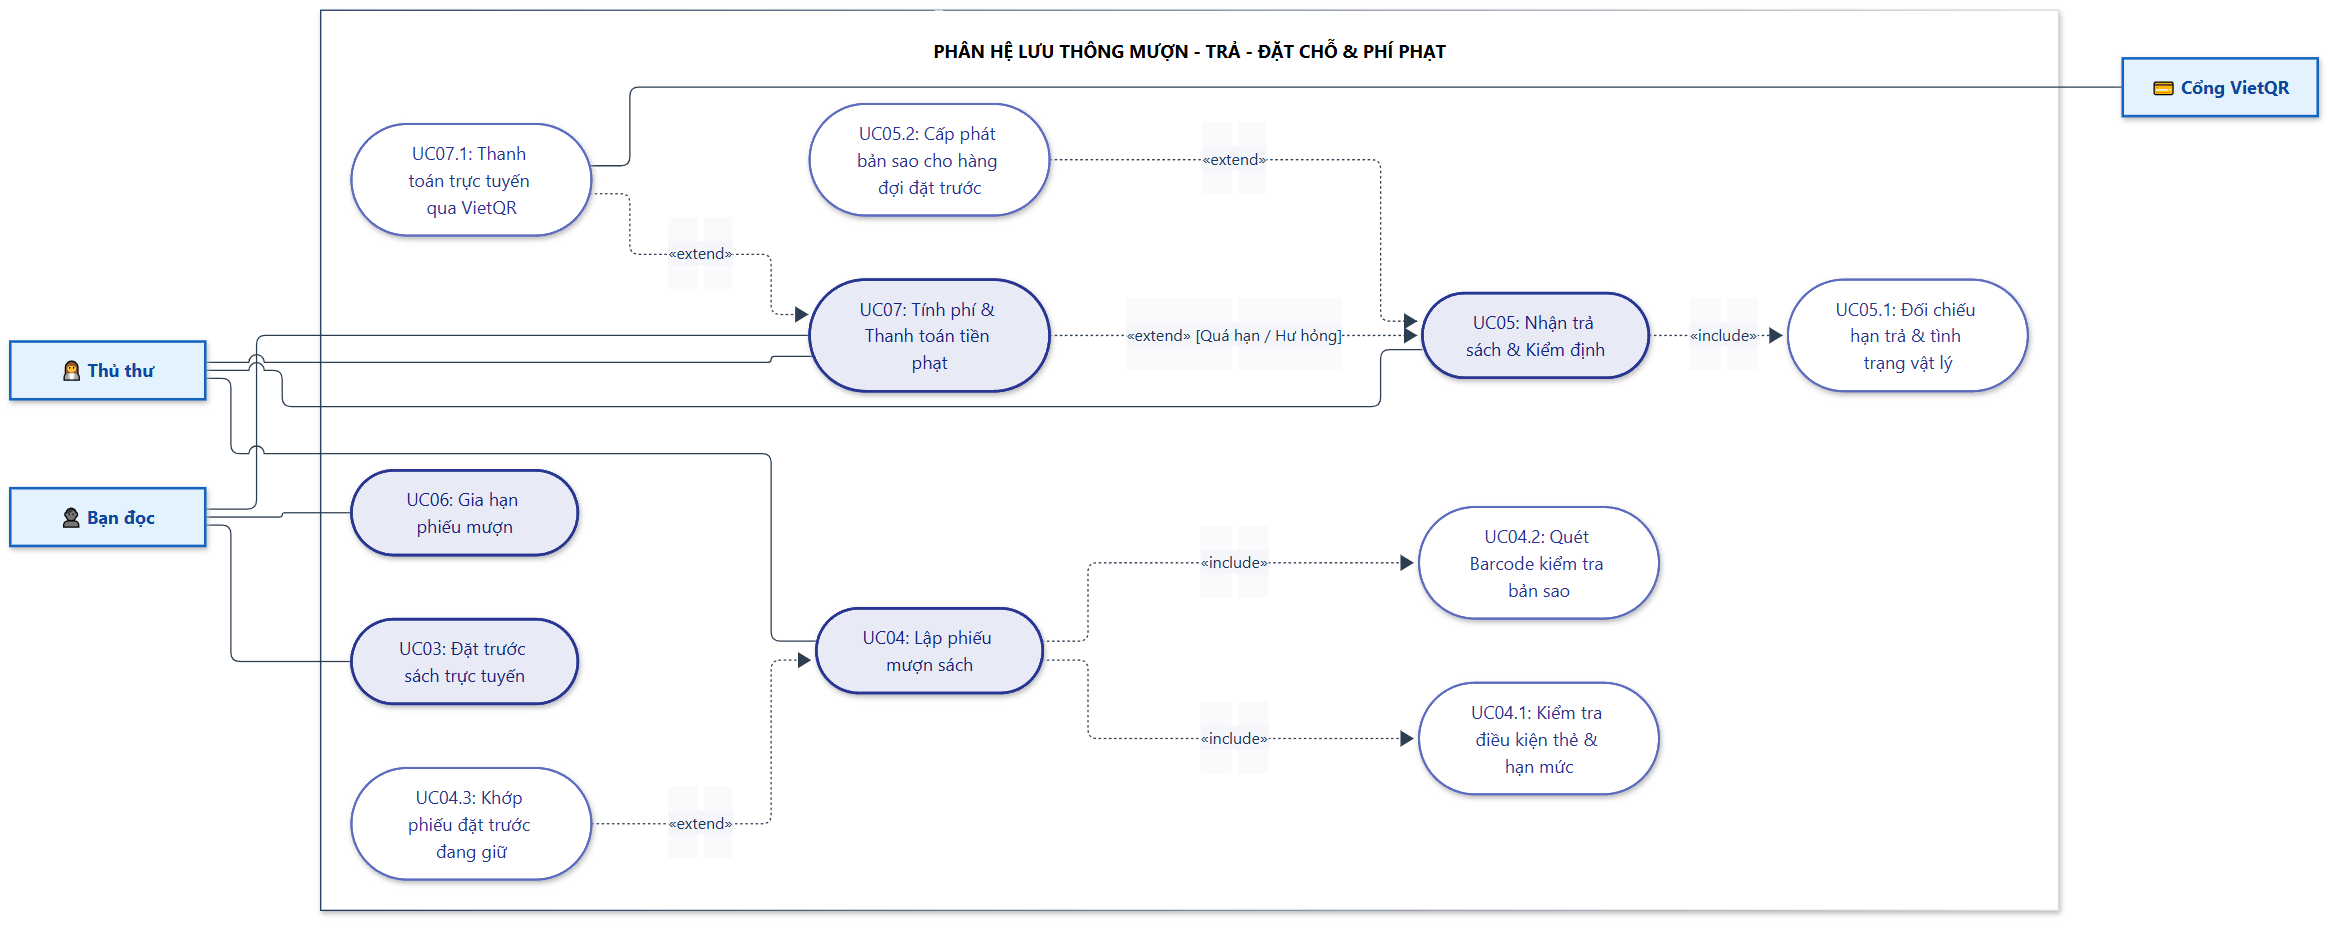 PHÂN HỆ LƯU THÔNG MƯỢN - TRẢ - ĐẶT CHỖ & PHÍ PHẠT
Cổng VietQR
UC07.1: Thanh
toán trực tuyến
qua VietQR
UC05.2: Cấp phát
bản sao cho hàng
đợi đặt trước
«extend»
«extend»
UC07: Tính phí &
Thanh toán tiền
phạt
«extend» [Quá hạn / Hư hỏng]
UC05: Nhận trả
sách & Kiểm định
«include»
UC05.1: Đối chiếu
hạn trả & tình
trạng vật lý
Thủ thư
Bạn đọc
UC06: Gia hạn
phiếu mượn
«include»
UC04.2: Quét
Barcode kiểm tra
bản sao
UC03: Đặt trước
sách trực tuyến
UC04: Lập phiếu
mượn sách
«include»
UC04.1: Kiểm tra
điều kiện thẻ &
hạn mức
UC04.3: Khớp
phiếu đặt trước
đang giữ
«extend»